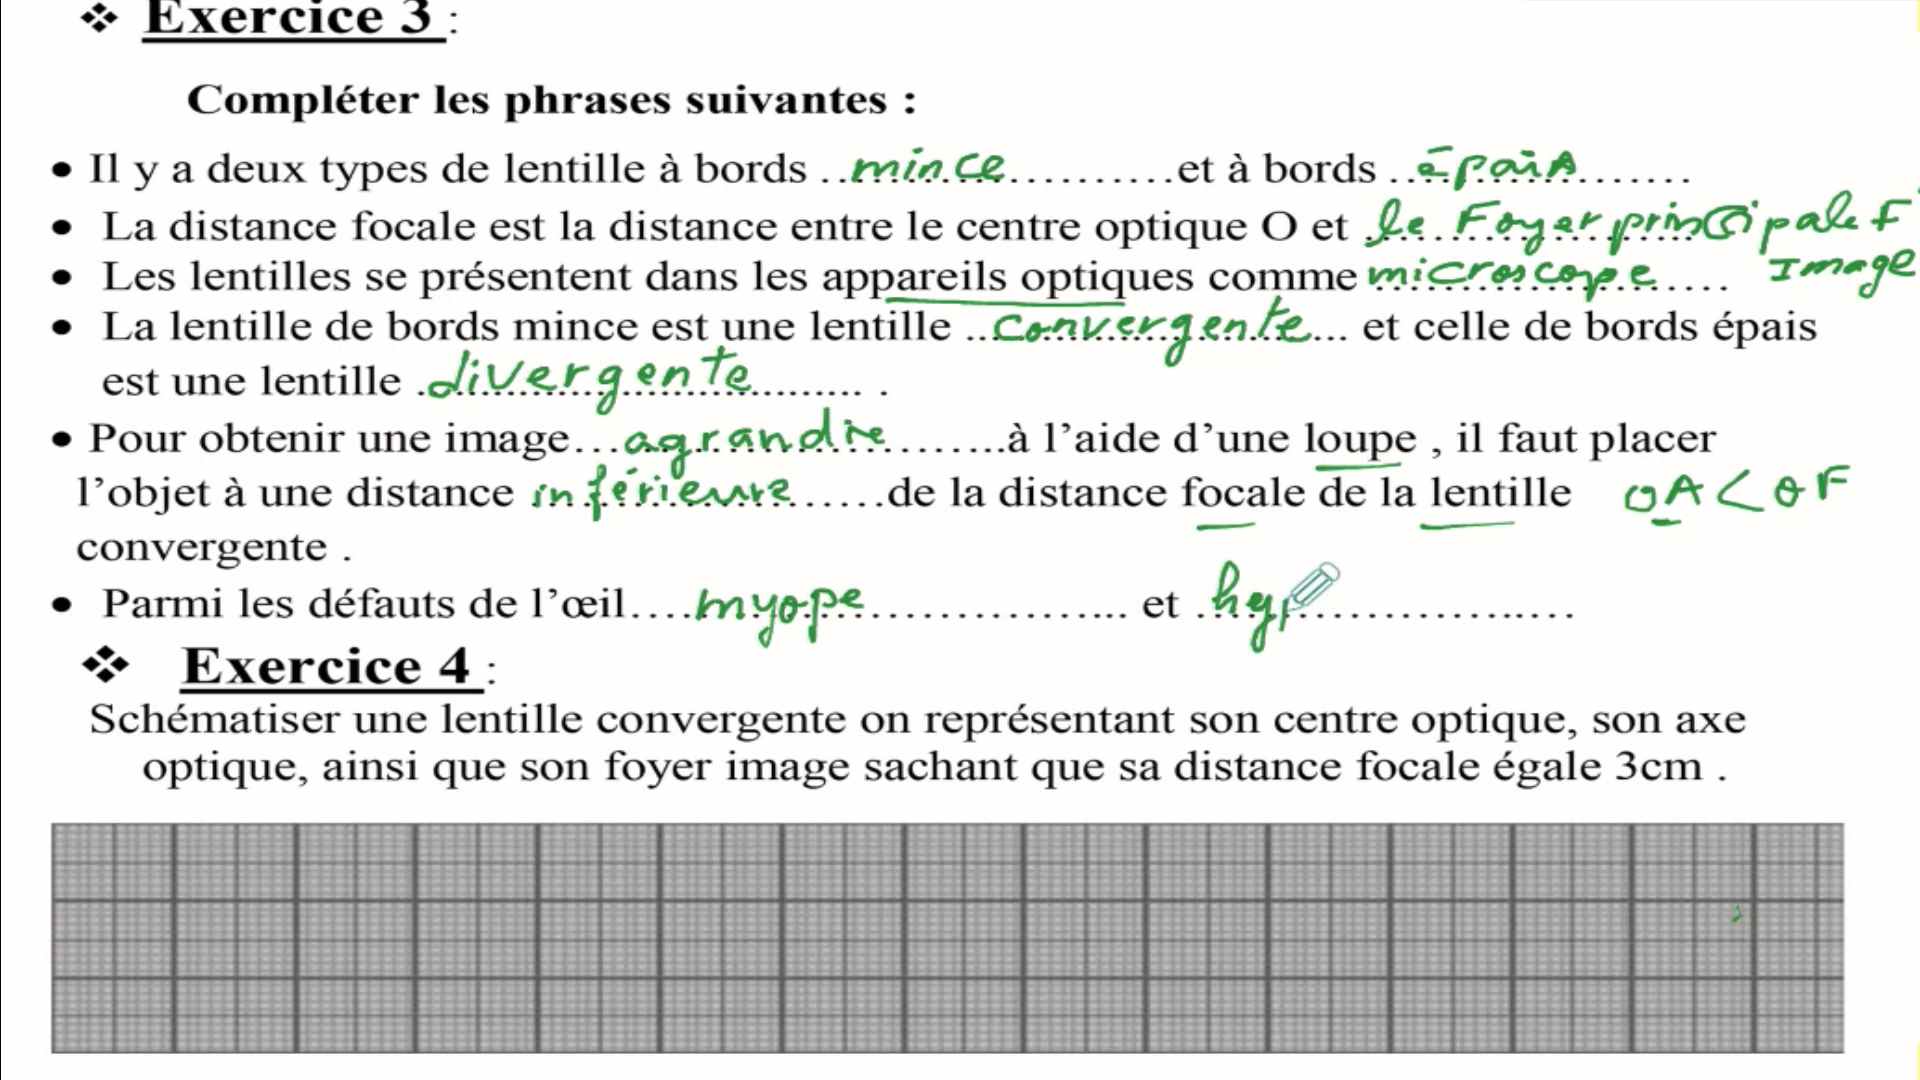 ❖ Exercice 3 :
Compléter les phrases suivantes :
• Il y a deux types de lentille à bords ..mince..........et à bords ..épais.......
• La distance focale est la distance entre le centre optique O et le Foyer principale F'
Image
• Les lentilles se présentent dans les appareils optiques comme microscope....
• La lentille de bords mince est une lentille ..convergente... et celle de bords épais
est une lentille .divergente......... .
• Pour obtenir une image...agrandie........à l'aide d'une loupe , il faut placer
l'objet à une distance inférieure......de la distance focale de la lentille OA < OF
convergente .
• Parmi les défauts de l'œil....myope................ et .hyp..................
❖ Exercice 4 :
Schématiser une lentille convergente on représentant son centre optique, son axe
optique, ainsi que son foyer image sachant que sa distance focale égale 3cm .